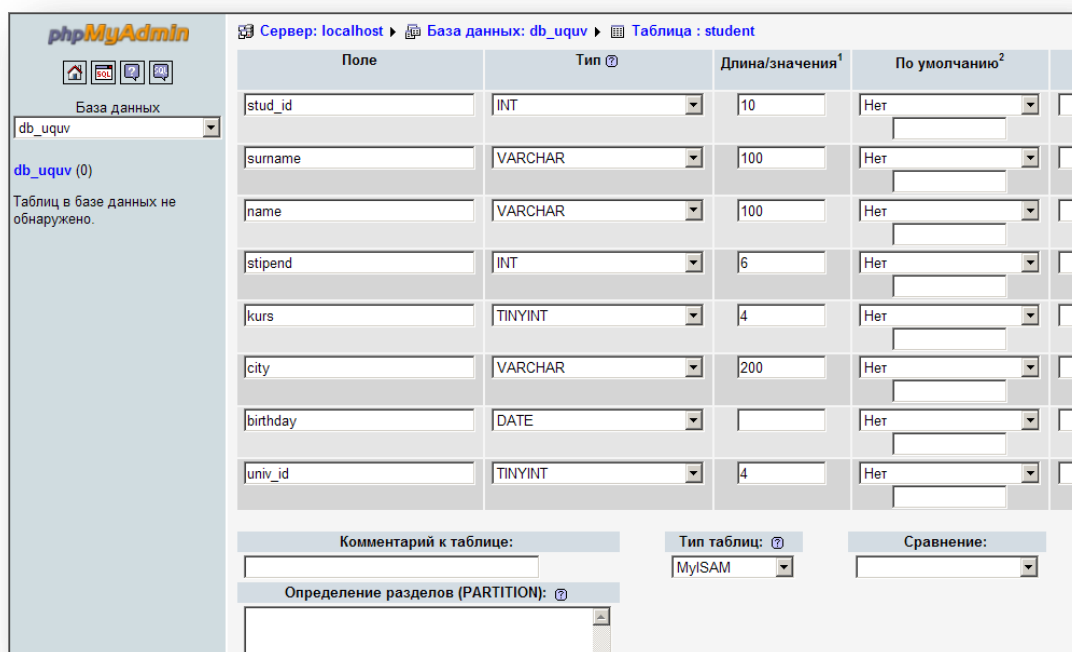 phpMyAdmin
SQL
SQL
База данных
db_uquv
db_uquv (0)
Таблиц в базе данных не
обнаружено.
Сервер: localhost База данных: db_uquv Таблица : student
Поле Тип Длина/значения1 По умолчанию2
stud_id INT 10 Нет
surname VARCHAR 100 Нет
name VARCHAR 100 Нет
stipend INT 6 Нет
kurs TINYINT 4 Нет
city VARCHAR 200 Нет
birthday DATE Нет
univ_id TINYINT 4 Нет
Комментарий к таблице: Тип таблиц: Сравнение:
MyISAM
Определение разделов (PARTITION):